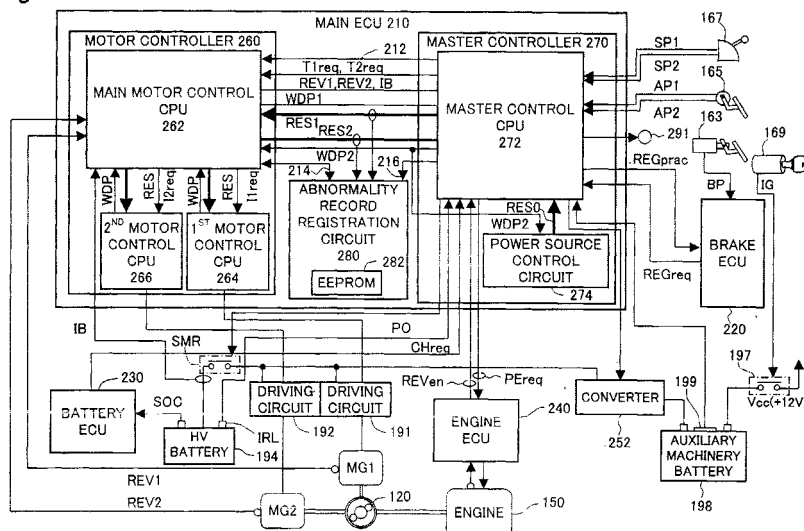 MAIN ECU 210
MOTOR CONTROLLER 260
MASTER CONTROLLER 270
212
T1req, T2req
REV1,REV2, IB
WDP1
RES1
RES2
WDP2
214
216
MAIN MOTOR
CONTROL
CPU
262
MASTER
CONTROL
CPU
272
WDP
RES
I2req
WDP
RES
I1req
2ND MOTOR
CONTROL
CPU
266
1ST MOTOR
CONTROL
CPU
264
ABNORMALITY
RECORD
REGISTRATION
CIRCUIT
280
282
EEPROM
RES0
WDP2
POWER SOURCE
CONTROL
CIRCUIT
274
167
SP1
SP2
165
AP1
AP2
291
163
169
REGprac
BP
IG
BRAKE
ECU
REGreq
220
IB
SMR
PO
CHreq
230
BATTERY
ECU
SOC
HV
BATTERY
IRL
194
DRIVING
CIRCUIT
192
DRIVING
CIRCUIT
191
REVen
PEreq
ENGINE
ECU
240
CONVERTER
252
199
197
Vcc(+12V)
AUXILIARY
MACHINERY
BATTERY
198
REV1
REV2
MG1
MG2
120
ENGINE
150